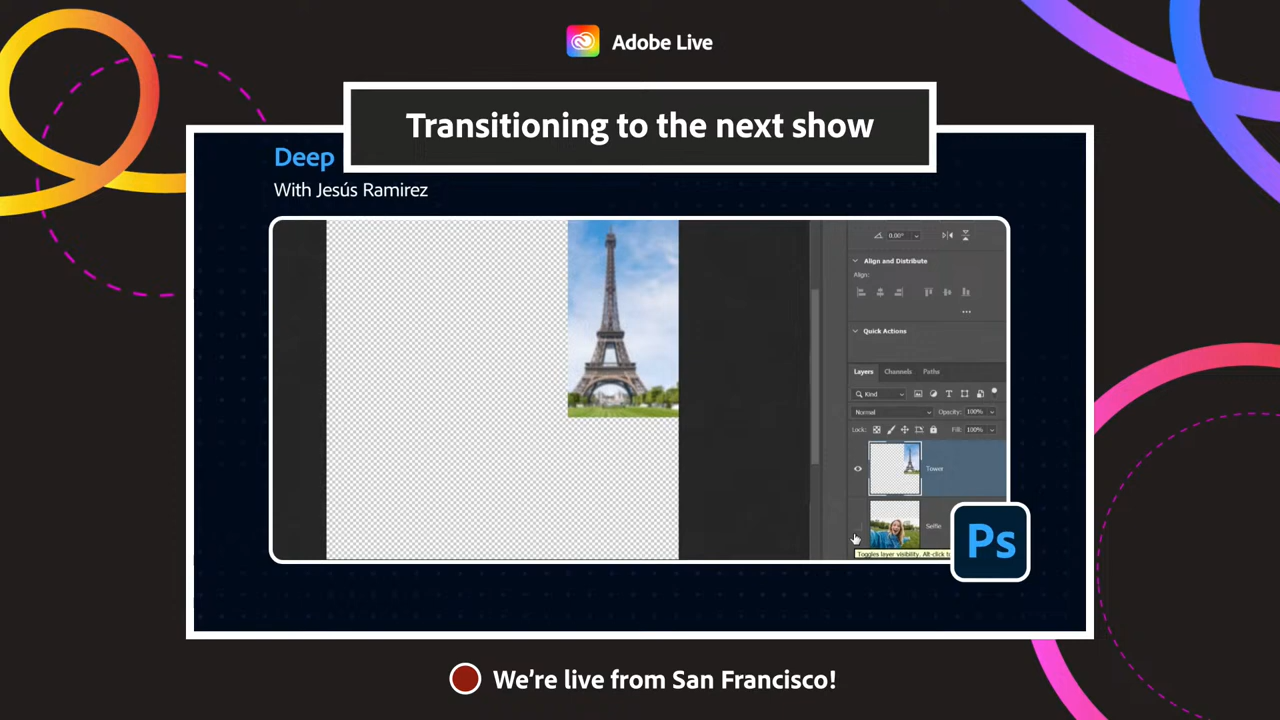 Adobe Live
Transitioning to the next show
Deep
With Jesús Ramirez
0.00°
Align and Distribute
Align:
Quick Actions
Layers Channels Paths
Kind
Normal Opacity: 100%
Lock: Fill: 100%
Tower
Selfie
Toggles layer visibility. Alt-click to
Ps
We're live from San Francisco!